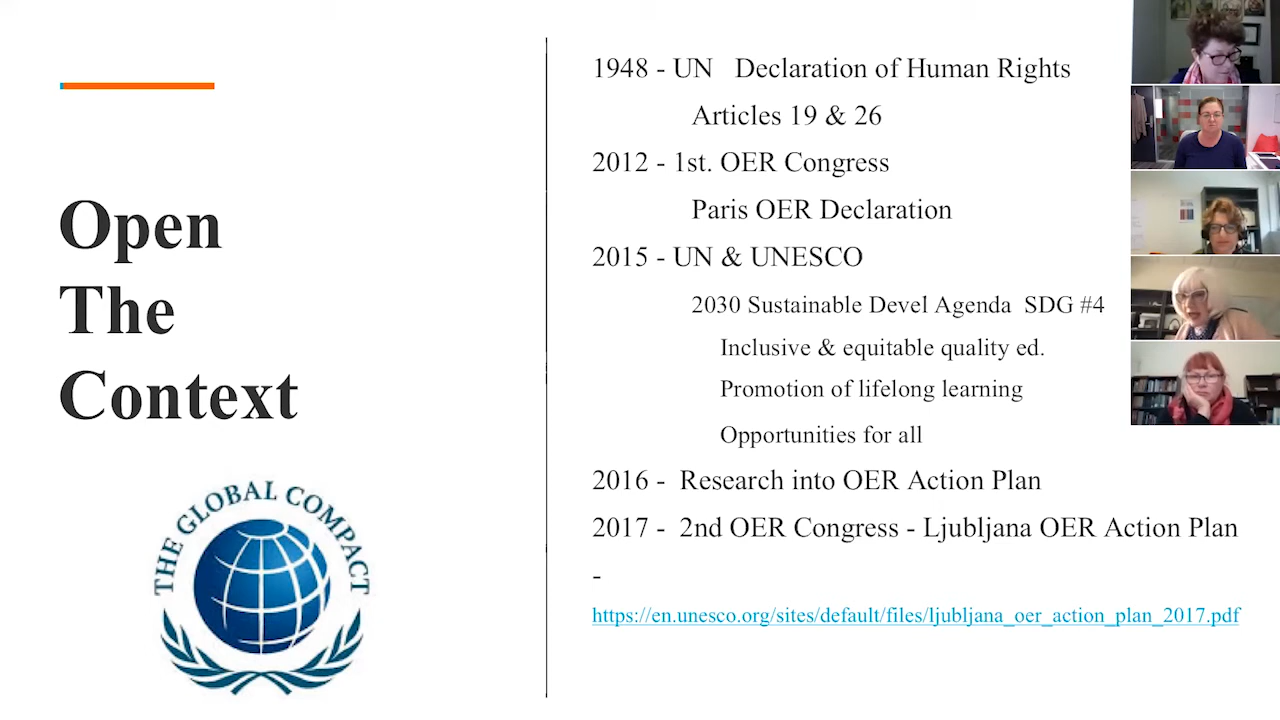 Open
The
Context
THE GLOBAL COMPACT
1948 - UN Declaration of Human Rights
Articles 19 & 26
2012 - 1st. OER Congress
Paris OER Declaration
2015 - UN & UNESCO
2030 Sustainable Devel Agenda SDG #4
Inclusive & equitable quality ed.
Promotion of lifelong learning
Opportunities for all
2016 - Research into OER Action Plan
2017 - 2nd OER Congress - Ljubljana OER Action Plan
-
https://en.unesco.org/sites/default/files/ljubljana_oer_action_plan_2017.pdf